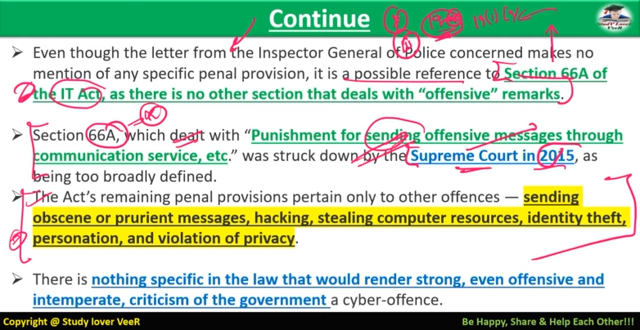 Continue
Study Lover VeeR
➢ Even though the letter from the Inspector General of Police concerned makes no
mention of any specific penal provision, it is a possible reference to Section 66A of
the IT Act, as there is no other section that deals with “offensive” remarks.
➢ Section 66A, which dealt with “Punishment for sending offensive messages through
communication service, etc.” was struck down by the Supreme Court in 2015, as
being too broadly defined.
➢ The Act’s remaining penal provisions pertain only to other offences — sending
obscene or prurient messages, hacking, stealing computer resources, identity theft,
personation, and violation of privacy.
➢ There is nothing specific in the law that would render strong, even offensive and
intemperate, criticism of the government a cyber-offence.
Copyright @ Study lover VeeR
Be Happy, Share & Help Each Other!!!